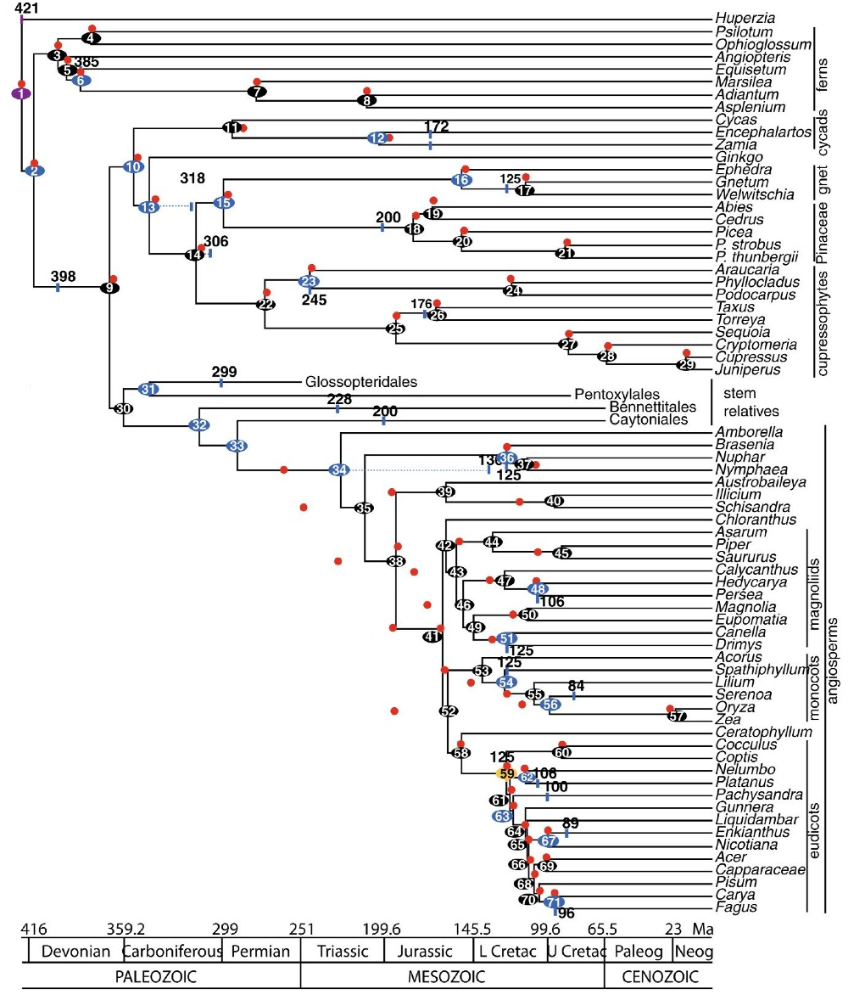 421
Huperzia
Psilotum
4
Ophioglossum
3
Angiopteris
385
5
Equisetum
6
Marsilea
1
7
Adiantum
8
Asplenium
ferns
Cycas
11
172
Encephalartos
12
Zamia
cycads
Ginkgo
10
Ephedra
2
318
16
125
Gnetum
17
Welwitschia
gnet
13
15
Abies
19
200
Cedrus
18
Picea
306
20
P. strobus
14
21
P. thunbergii
Pinaceae
Araucaria
398
23
Phyllocladus
9
24
Podocarpus
245
176
Taxus
22
26
Torreya
25
Sequoia
27
Cryptomeria
28
Cupressus
29
Juniperus
cupressophytes
299
Glossopteridales
31
Pentoxylales
stem
228
Bennettitales
30
200
relatives
32
Caytoniales
33
Amborella
Brasenia
36
Nuphar
37
34
Nymphaea
125
Austrobaileya
39
Illicium
40
35
Schisandra
Chloranthus
Asarum
44
42
Piper
45
38
Saururus
43
Calycanthus
47
Hedycarya
48
Persea
106
46
Magnolia
50
Eupomatia
49
Canella
41
51
Drimys
125
magnoliids
Acorus
125
53
Spathiphyllum
54
Lilium
84
55
Serenoa
56
Oryza
52
57
Zea
monocots
angiosperms
Ceratophyllum
58
Cocculus
60
125
Coptis
59
Nelumbo
106
62
Platanus
100
61
Pachysandra
Gunnera
63
Liquidambar
89
64
Enkianthus
65
67
Nicotiana
Acer
66
69
Capparaceae
68
Pisum
70
Carya
71
Fagus
96
eudicots
416 359.2 299 251 199.6 145.5 99.6 65.5 23 Ma
Devonian Carboniferous Permian Triassic Jurassic L Cretac U Cretac Paleog Neog
PALEOZOIC MESOZOIC CENOZOIC